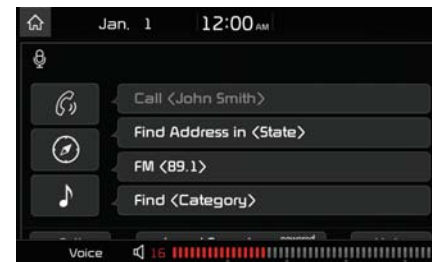 Jan. 1 12:00 AM
Call <John Smith>
Find Address in <State>
FM <89.1>
Find <Category>
Voice 16